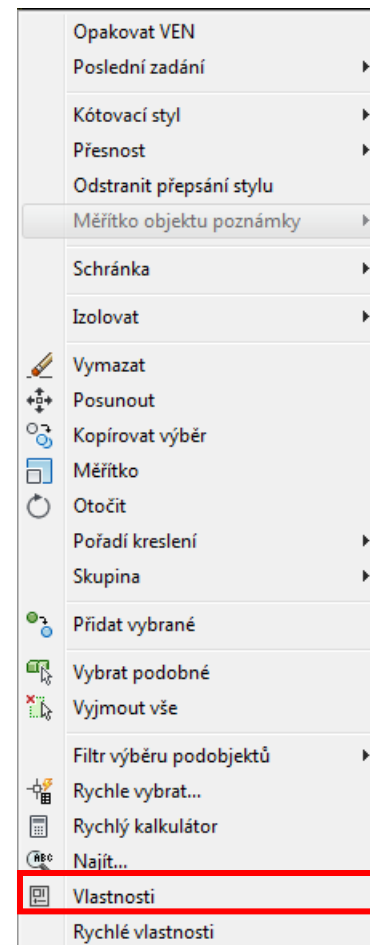 Opakovat VEN
Poslední zadání
Kótovací styl
Přesnost
Odstranit přepsání stylu
Měřítko objektu poznámky
Schránka
Izolovat
Vymazat
Posunout
Kopírovat výběr
Měřítko
Otočit
Pořadí kreslení
Skupina
Přidat vybrané
Vybrat podobné
Vyjmout vše
Filtr výběru podobjektů
Rychle vybrat...
Rychlý kalkulátor
ABC Najít...
Vlastnosti
Rychlé vlastnosti